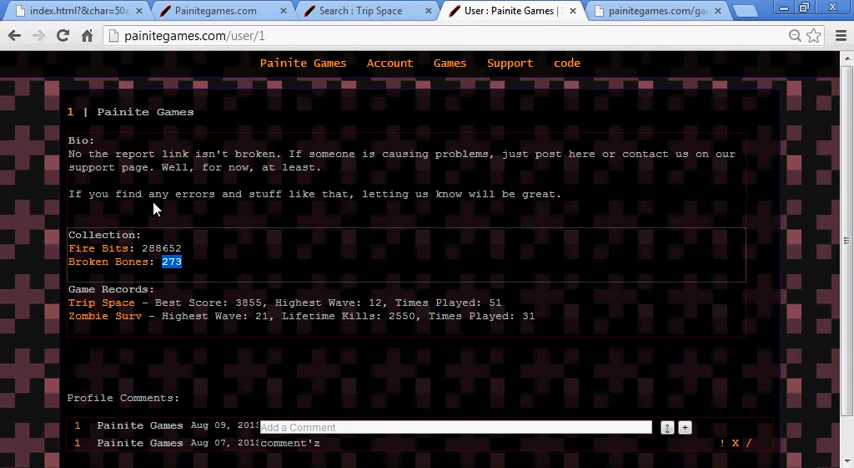 index.html?&char=50 Painitegames.com Search : Trip Space User : Painite Games | painitegames.com/ga
painitegames.com/user/1
Painite Games Account Games Support code
1 | Painite Games
Bio:
No the report link isn't broken. If someone is causing problems, just post here or contact us on our
support page. Well, for now, at least.
If you find any errors and stuff like that, letting us know will be great.
Collection:
Fire Bits: 288652
Broken Bones: 273
Game Records:
Trip Space - Best Score: 3855, Highest Wave: 12, Times Played: 51
Zombie Surv - Highest Wave: 21, Lifetime Kills: 2550, Times Played: 31
Profile Comments:
1 Painite Games Aug 09, 2013 Add a Comment ↕ +
1 Painite Games Aug 07, 2013 comment'z ! X /